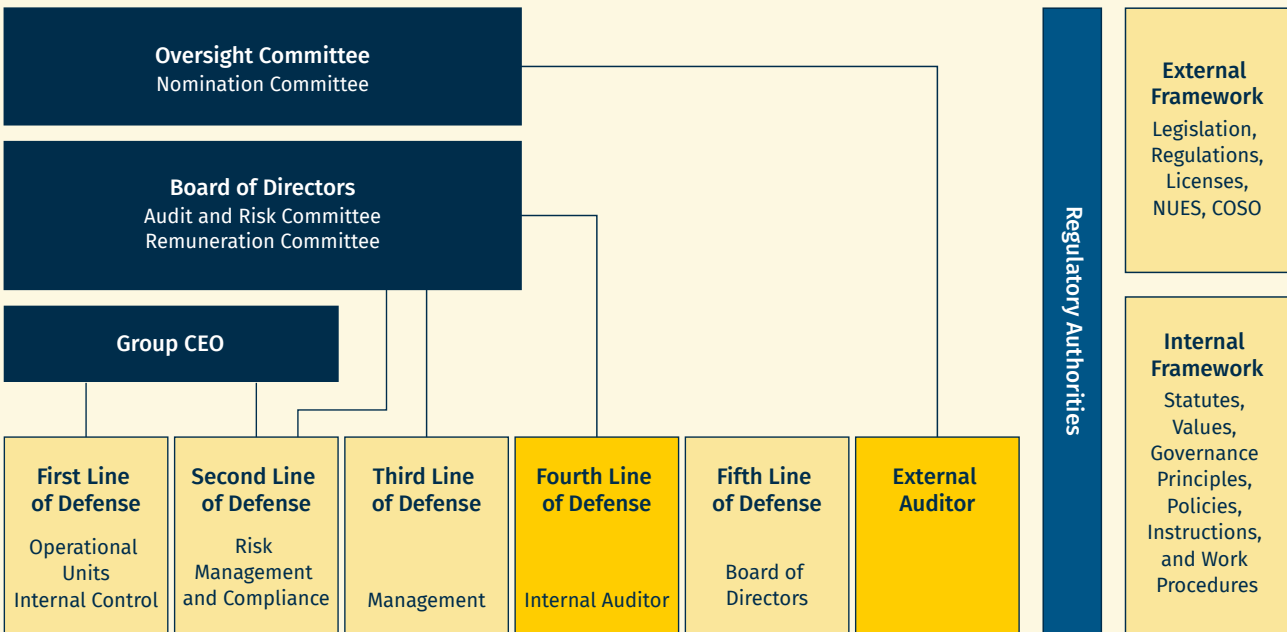 Oversight Committee
Nomination Committee
Board of Directors
Audit and Risk Committee
Remuneration Committee
Group CEO
First Line
of Defense
Operational
Units
Internal Control
Second Line
of Defense
Risk
Management
and Compliance
Third Line
of Defense
Management
Fourth Line
of Defense
Internal Auditor
Fifth Line
of Defense
Board of
Directors
External
Auditor
Regulatory Authorities
External
Framework
Legislation,
Regulations,
Licenses,
NUES, COSO
Internal
Framework
Statutes,
Values,
Governance
Principles,
Policies,
Instructions,
and Work
Procedures